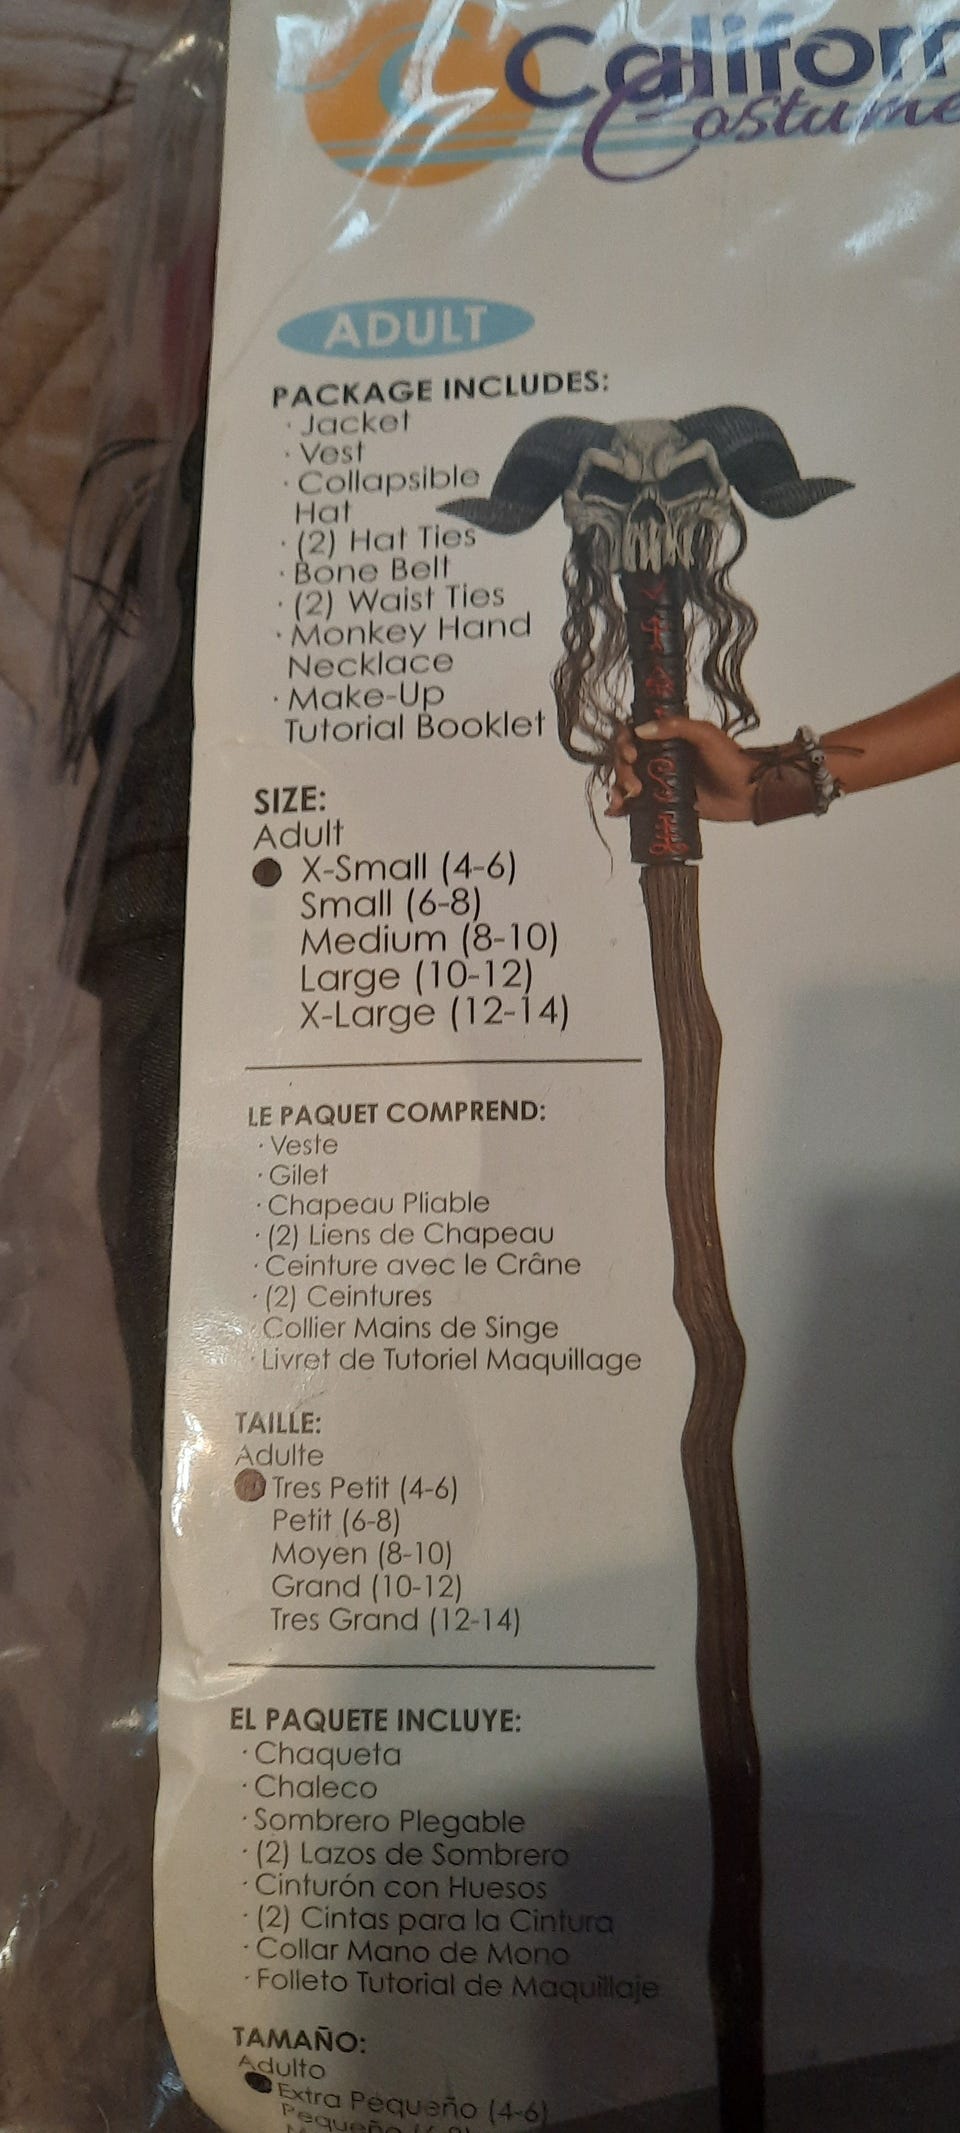 Californ
Costume
ADULT
PACKAGE INCLUDES:
· Jacket
· Vest
· Collapsible
Hat
· (2) Hat Ties
· Bone Belt
· (2) Waist Ties
· Monkey Hand
Necklace
· Make-Up
Tutorial Booklet
SIZE:
Adult
● X-Small (4-6)
Small (6-8)
Medium (8-10)
Large (10-12)
X-Large (12-14)
LE PAQUET COMPREND:
· Veste
· Gilet
· Chapeau Pliable
· (2) Liens de Chapeau
· Ceinture avec le Crâne
· (2) Ceintures
· Collier Mains de Singe
· Livret de Tutoriel Maquillage
TAILLE:
Adulte
● Tres Petit (4-6)
Petit (6-8)
Moyen (8-10)
Grand (10-12)
Tres Grand (12-14)
EL PAQUETE INCLUYE:
· Chaqueta
· Chaleco
· Sombrero Plegable
· (2) Lazos de Sombrero
· Cinturón con Huesos
· (2) Cintas para la Cintura
· Collar Mano de Mono
· Folleto Tutorial de Maquillaje
TAMAÑO:
Adulto
● Extra Pequeño (4-6)
Pequeño (6-8)